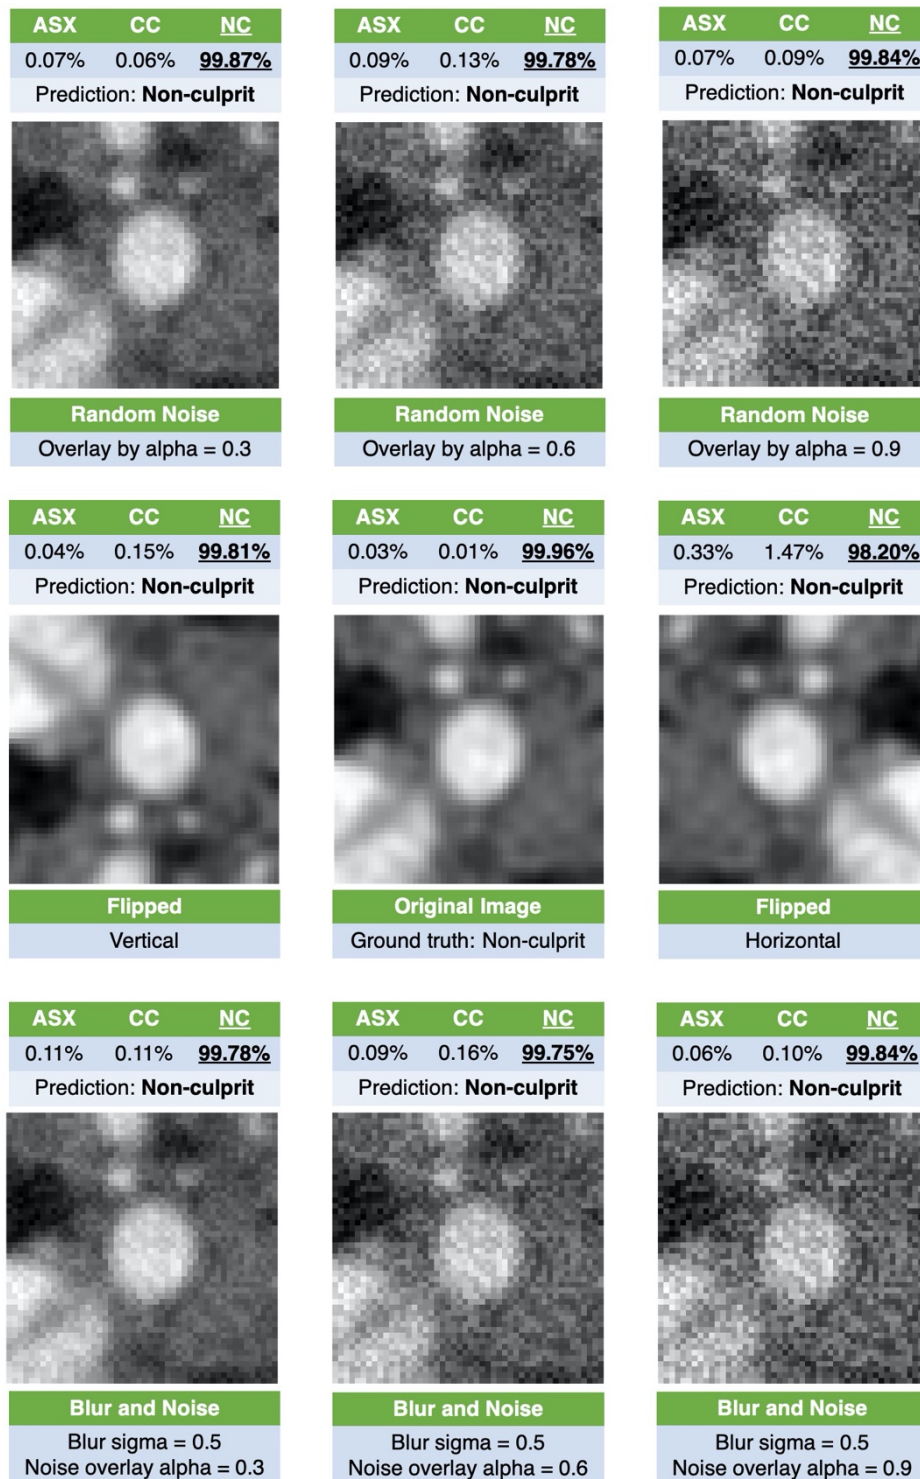 ASX CC NC
0.07% 0.06% 99.87%
Prediction: Non-culprit
Random Noise
Overlay by alpha = 0.3
ASX CC NC
0.09% 0.13% 99.78%
Prediction: Non-culprit
Random Noise
Overlay by alpha = 0.6
ASX CC NC
0.07% 0.09% 99.84%
Prediction: Non-culprit
Random Noise
Overlay by alpha = 0.9
ASX CC NC
0.04% 0.15% 99.81%
Prediction: Non-culprit
Flipped
Vertical
ASX CC NC
0.03% 0.01% 99.96%
Prediction: Non-culprit
Original Image
Ground truth: Non-culprit
ASX CC NC
0.33% 1.47% 98.20%
Prediction: Non-culprit
Flipped
Horizontal
ASX CC NC
0.11% 0.11% 99.78%
Prediction: Non-culprit
Blur and Noise
Blur sigma = 0.5
Noise overlay alpha = 0.3
ASX CC NC
0.09% 0.16% 99.75%
Prediction: Non-culprit
Blur and Noise
Blur sigma = 0.5
Noise overlay alpha = 0.6
ASX CC NC
0.06% 0.10% 99.84%
Prediction: Non-culprit
Blur and Noise
Blur sigma = 0.5
Noise overlay alpha = 0.9